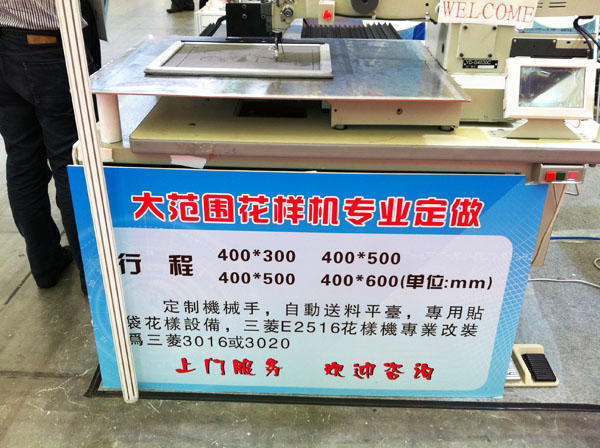 WELCOME
YD-G4030C
大范围花样机专业定做
行 程 400*300 400*500
400*500 400*600(单位:mm)
定制機械手，自動送料平臺，專用貼
袋花樣設備，三菱E2516花樣機專業改裝
爲三菱3016或3020
上门服务 欢迎咨询